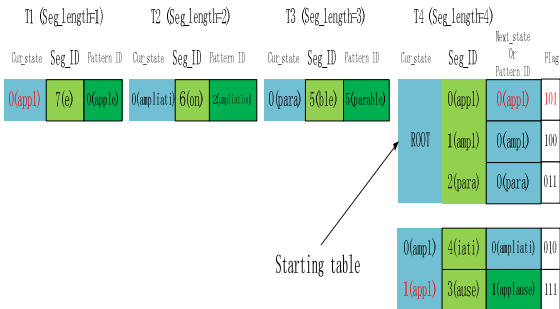 T1 (Seg_length=1)
T2 (Seg_length=2)
T3 (Seg_length=3)
T4 (Seg_length=4)
Cur_state Seg_ID Pattern ID
Cur_state Seg_ID Pattern ID
Cur_state Seg_ID Pattern ID
Cur_state Seg_ID Next_state Or Pattern ID Flag
0(appl) 7(e) 0(apple)
0(ampliati) 6(on) 2(ampliation)
0(para) 5(ble) 5(parable)
ROOT
0(appl) 0(appl) 101
1(ampl) 0(ampl) 100
2(para) 0(para) 011
0(ampl) 4(iati) 0(ampliati) 010
1(appl) 3(ause) 1(applause) 111
Starting table